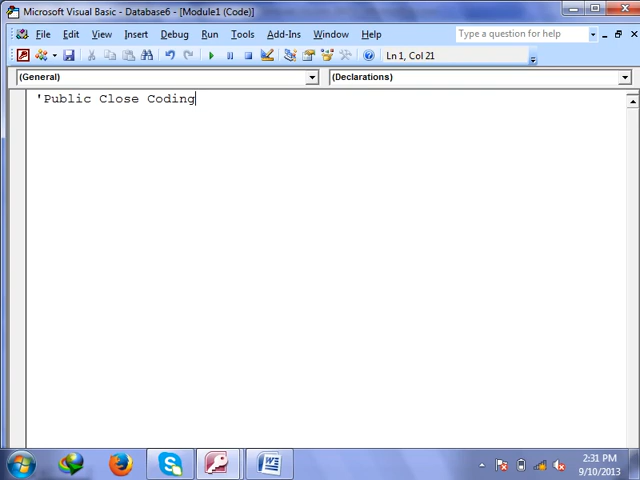 Microsoft Visual Basic - Database6 - [Module1 (Code)]
File Edit View Insert Debug Run Tools Add-Ins Window Help Type a question for help
Ln 1, Col 21
(General) (Declarations)
'Public Close Coding
2:31 PM
9/10/2013